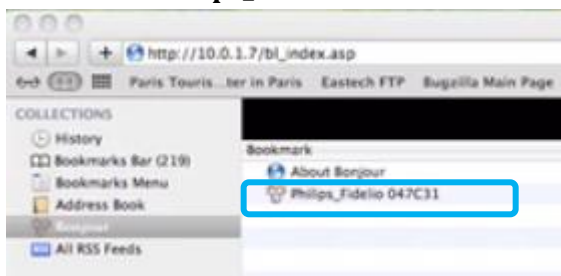 http://10.0.1.7/bl_index.asp
Paris Touris...ter in Paris Eastech FTP Bugzilla Main Page
COLLECTIONS
History
Bookmarks Bar (219)
Bookmarks Menu
Address Book
Bonjour
All RSS Feeds
Bookmark
About Bonjour
Philips_Fidelio 047C31